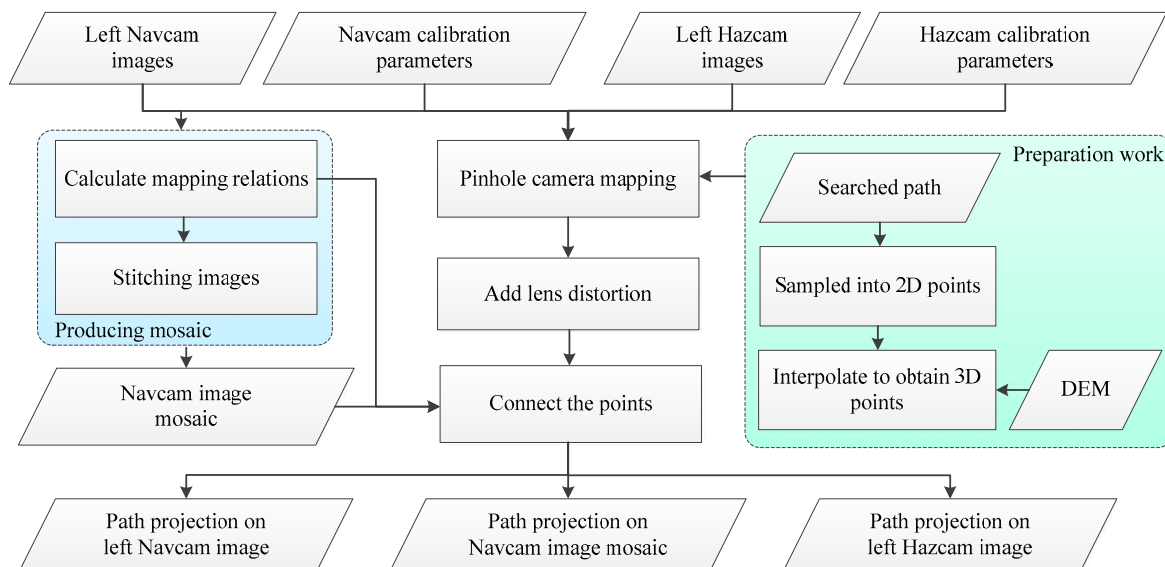 Left Navcam
images
Navcam calibration
parameters
Left Hazcam
images
Hazcam calibration
parameters
Calculate mapping relations
Stitching images
Producing mosaic
Navcam image
mosaic
Pinhole camera mapping
Add lens distortion
Connect the points
Preparation work
Searched path
Sampled into 2D points
Interpolate to obtain 3D
points
DEM
Path projection on
left Navcam image
Path projection on
Navcam image mosaic
Path projection on
left Hazcam image